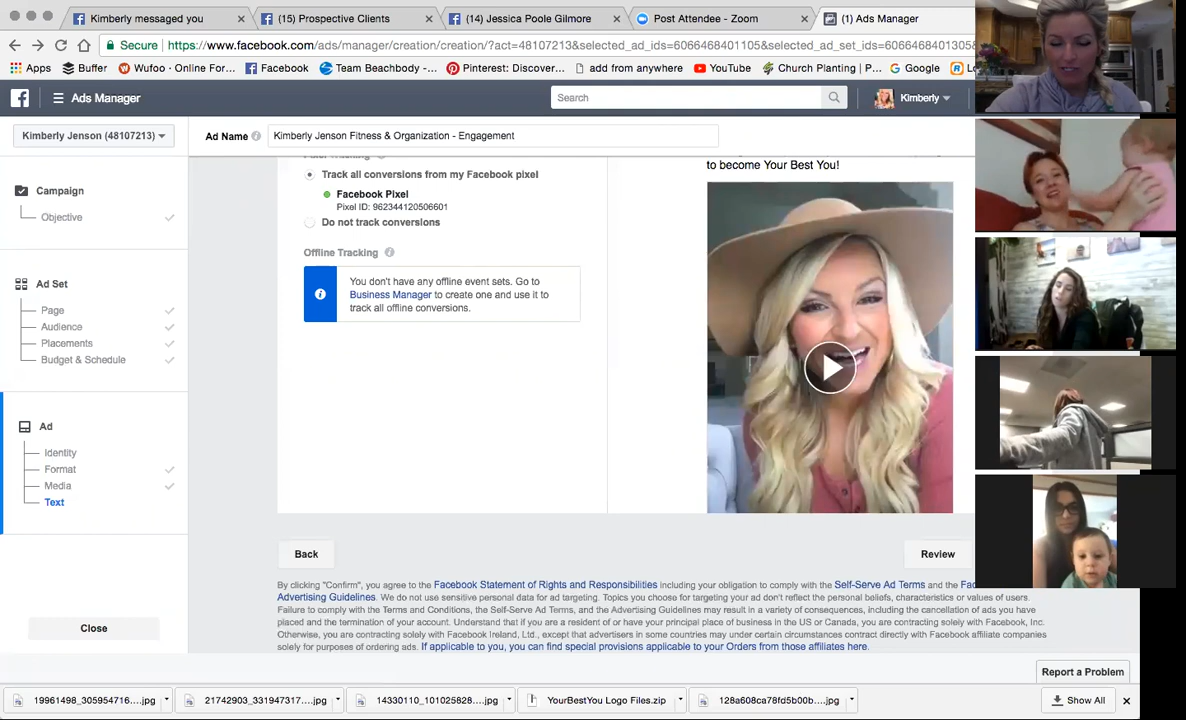 Kimberly messaged you
(15) Prospective Clients
(14) Jessica Poole Gilmore
Post Attendee - Zoom
(1) Ads Manager
Secure https://www.facebook.com/ads/manager/creation/creation/?act=48107213&selected_ad_ids=6066468401105&selected_ad_set_ids=6066468401305&
Apps
Buffer
Wufoo · Online For...
Facebook
Team Beachbody -...
Pinterest: Discover...
add from anywhere
YouTube
Church Planting | P...
Google
Ads Manager
Search
Kimberly
Kimberly Jenson (48107213)
Ad Name
Kimberly Jenson Fitness & Organization - Engagement
Campaign
Objective
Ad Set
Page
Audience
Placements
Budget & Schedule
Ad
Identity
Format
Media
Text
Close
Track all conversions from my Facebook pixel
Facebook Pixel
Pixel ID: 962344120506601
Do not track conversions
Offline Tracking
You don't have any offline event sets. Go to
Business Manager to create one and use it to
track all offline conversions.
to become Your Best You!
Back
Review
By clicking "Confirm", you agree to the Facebook Statement of Rights and Responsibilities including your obligation to comply with the Self-Serve Ad Terms and the
Advertising Guidelines. We do not use sensitive personal data for ad targeting. Topics you choose for targeting your ad don't reflect the personal beliefs, characteristics or values of users.
Failure to comply with the Terms and Conditions, the Self-Serve Ad Terms, and the Advertising Guidelines may result in a variety of consequences, including the cancellation of ads you have
placed and the termination of your account. Understand that if you are a resident of or have your principal place of business in the US or Canada, you are contracting solely with Facebook, Inc.
Otherwise, you are contracting solely with Facebook Ireland, Ltd., except that advertisers in some countries may under certain circumstances contract directly with Facebook affiliate companies
solely for purposes of ordering ads. If applicable to you, you can find special provisions applicable to your Orders from those affiliates here.
Report a Problem
19961498_305954716....jpg
21742903_331947317....jpg
14330110_101025828....jpg
YourBestYou Logo Files.zip
128a608ca78fd5b00b....jpg
Show All